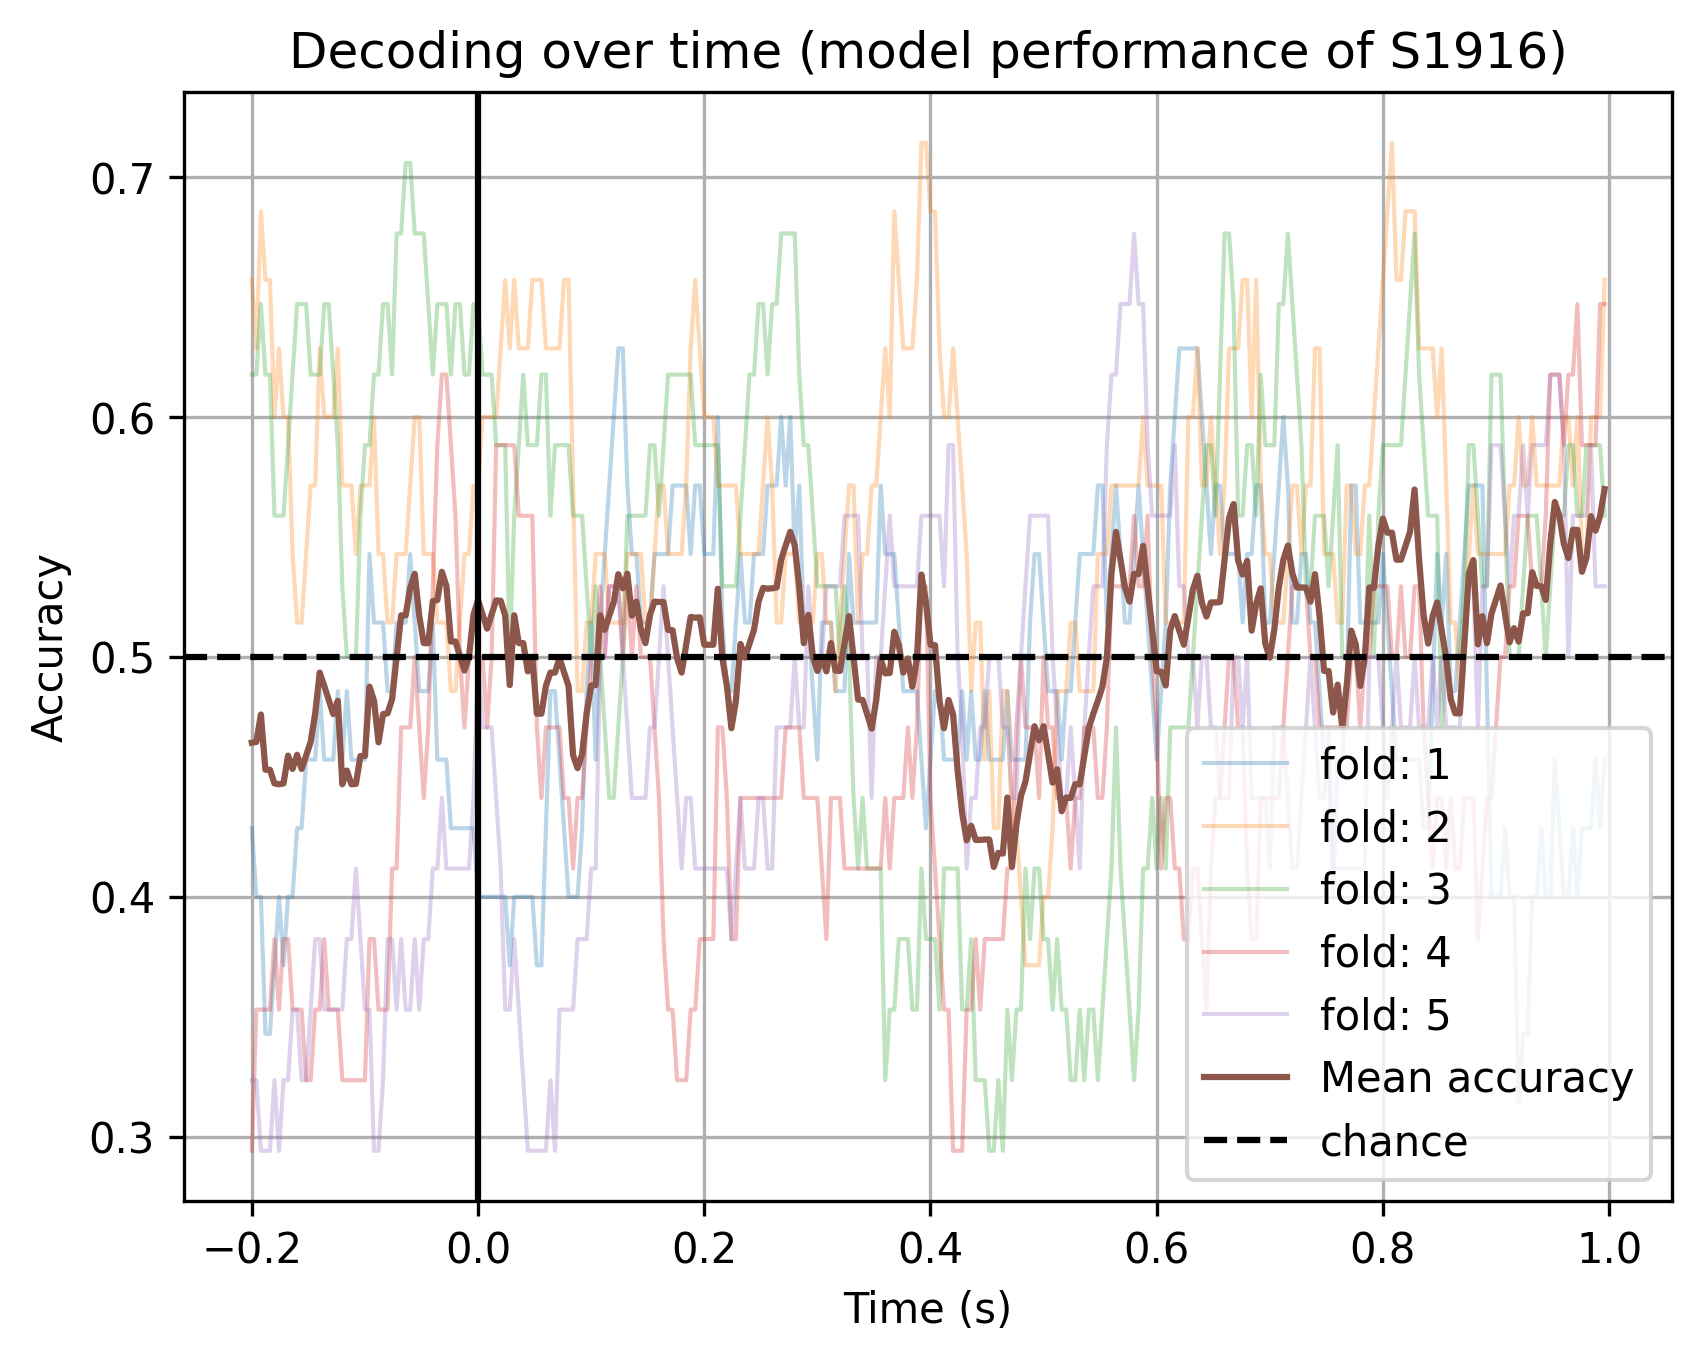 Decoding over time (model performance of S1916)
Accuracy
0.7
0.6
0.5
0.4
0.3
fold: 1
fold: 2
fold: 3
fold: 4
fold: 5
Mean accuracy
chance
−0.2 0.0 0.2 0.4 0.6 0.8 1.0
Time (s)